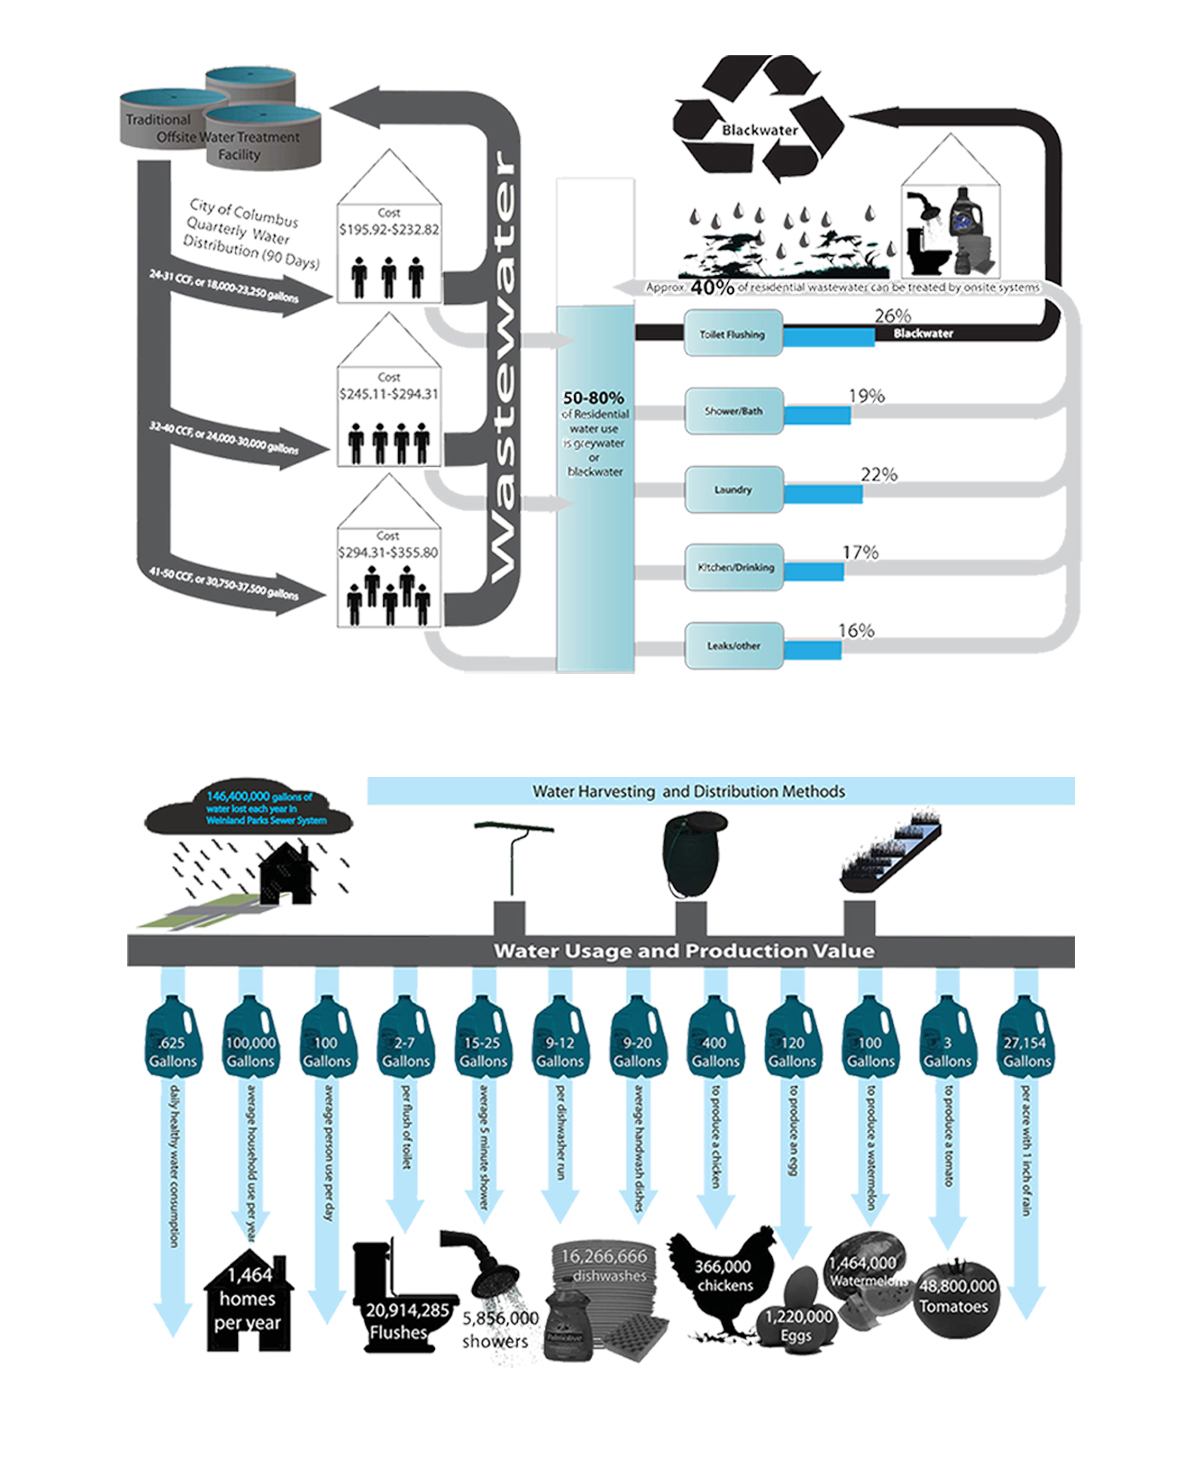 Traditional
Offsite Water Treatment
Facility
City of Columbus
Quarterly Water
Distribution (90 Days)
24-31 CCF, or 18,000-23,250 gallons
32-40 CCF, or 24,000-30,000 gallons
41-50 CCF, or 30,750-37,500 gallons
Cost
$195.92-$232.82
Cost
$245.11-$294.31
Cost
$294.31-$355.80
Wastewater
50-80%
of Residential
water use
is greywater
or
blackwater
Blackwater
Approx. 40% of residential wastewater can be treated by onsite systems
Toilet Flushing
26%
Blackwater
Shower/Bath
19%
Laundry
22%
Kitchen/Drinking
17%
Leaks/other
16%
146,400,000 gallons of
water lost each year in
Weinland Parks Sewer System
Water Harvesting and Distribution Methods
Water Usage and Production Value
.625
Gallons
daily healthy water consumption
100,000
Gallons
average household use per year
100
Gallons
average person use per day
2-7
Gallons
per flush of toilet
15-25
Gallons
average 5 minute shower
9-12
Gallons
per dishwasher run
9-20
Gallons
average handwash dishes
400
Gallons
to produce a chicken
120
Gallons
to produce an egg
100
Gallons
to produce a watermelon
3
Gallons
to produce a tomato
27,154
Gallons
per acre with 1 inch of rain
1,464
homes
per year
20,914,285
Flushes
5,856,000
showers
16,266,666
dishwashes
Palmolive
366,000
chickens
1,220,000
Eggs
1,464,000
Watermelons
48,800,000
Tomatoes